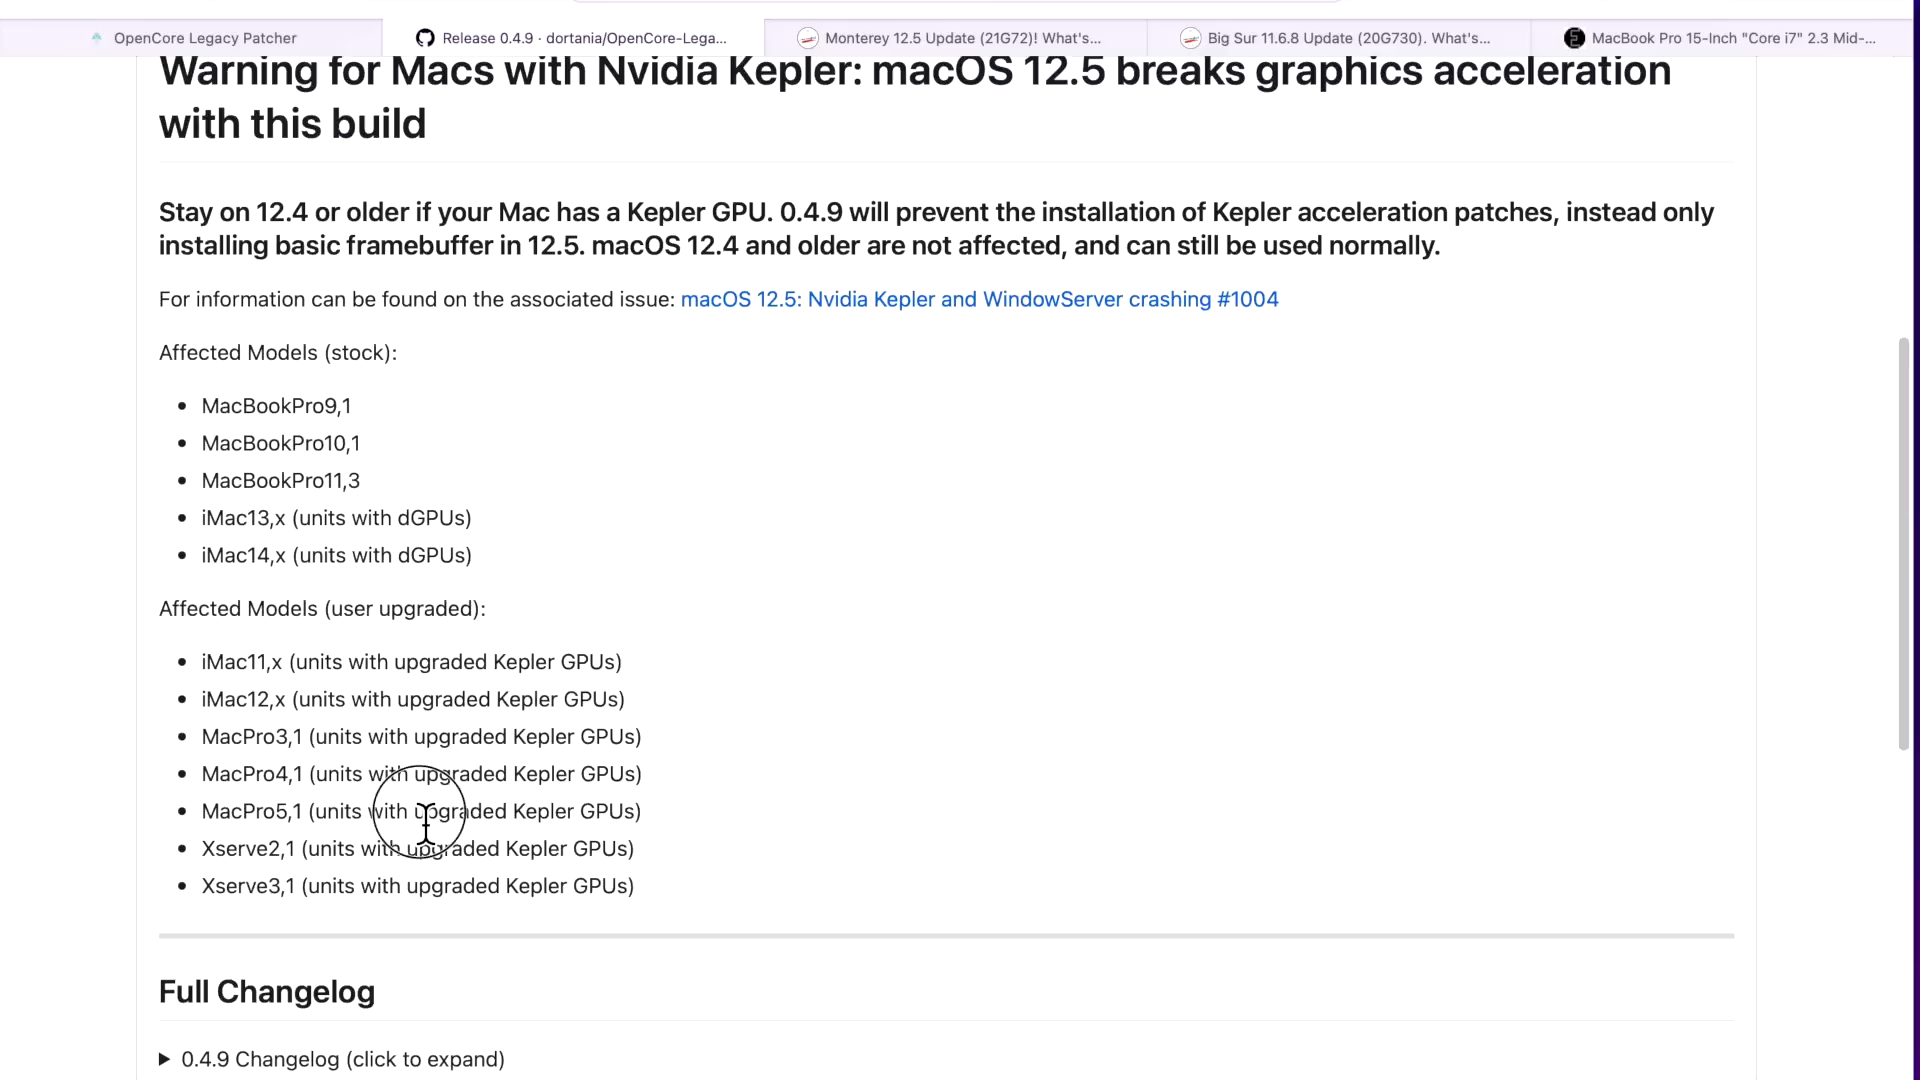 OpenCore Legacy Patcher
Release 0.4.9 · dortania/OpenCore-Lega...
Monterey 12.5 Update (21G72)! What's...
Big Sur 11.6.8 Update (20G730). What's...
MacBook Pro 15-Inch "Core i7" 2.3 Mid-...
Warning for Macs with Nvidia Kepler: macOS 12.5 breaks graphics acceleration
with this build
Stay on 12.4 or older if your Mac has a Kepler GPU. 0.4.9 will prevent the installation of Kepler acceleration patches, instead only
installing basic framebuffer in 12.5. macOS 12.4 and older are not affected, and can still be used normally.
For information can be found on the associated issue: macOS 12.5: Nvidia Kepler and WindowServer crashing #1004
Affected Models (stock):
• MacBookPro9,1
• MacBookPro10,1
• MacBookPro11,3
• iMac13,x (units with dGPUs)
• iMac14,x (units with dGPUs)
Affected Models (user upgraded):
• iMac11,x (units with upgraded Kepler GPUs)
• iMac12,x (units with upgraded Kepler GPUs)
• MacPro3,1 (units with upgraded Kepler GPUs)
• MacPro4,1 (units with upgraded Kepler GPUs)
• MacPro5,1 (units with upgraded Kepler GPUs)
• Xserve2,1 (units with upgraded Kepler GPUs)
• Xserve3,1 (units with upgraded Kepler GPUs)
Full Changelog
▶ 0.4.9 Changelog (click to expand)